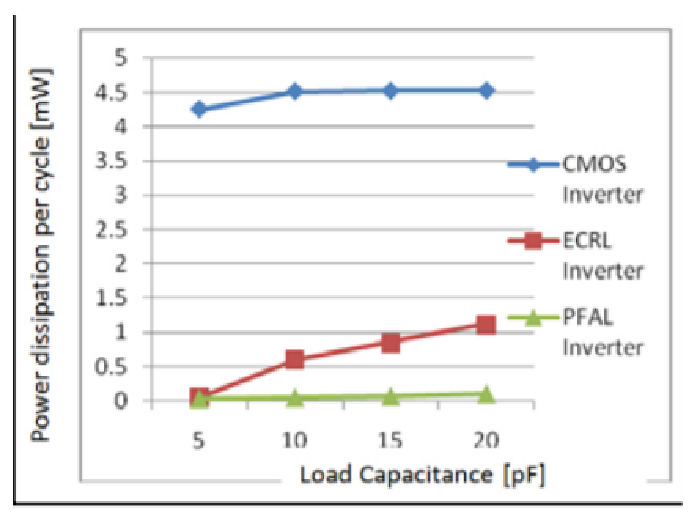 Power dissipation per cycle [mW]
5
4.5
4
3.5
3
2.5
2
1.5
1
0.5
0
5 10 15 20
Load Capacitance [pF]
CMOS
Inverter
ECRL
Inverter
PFAL
Inverter